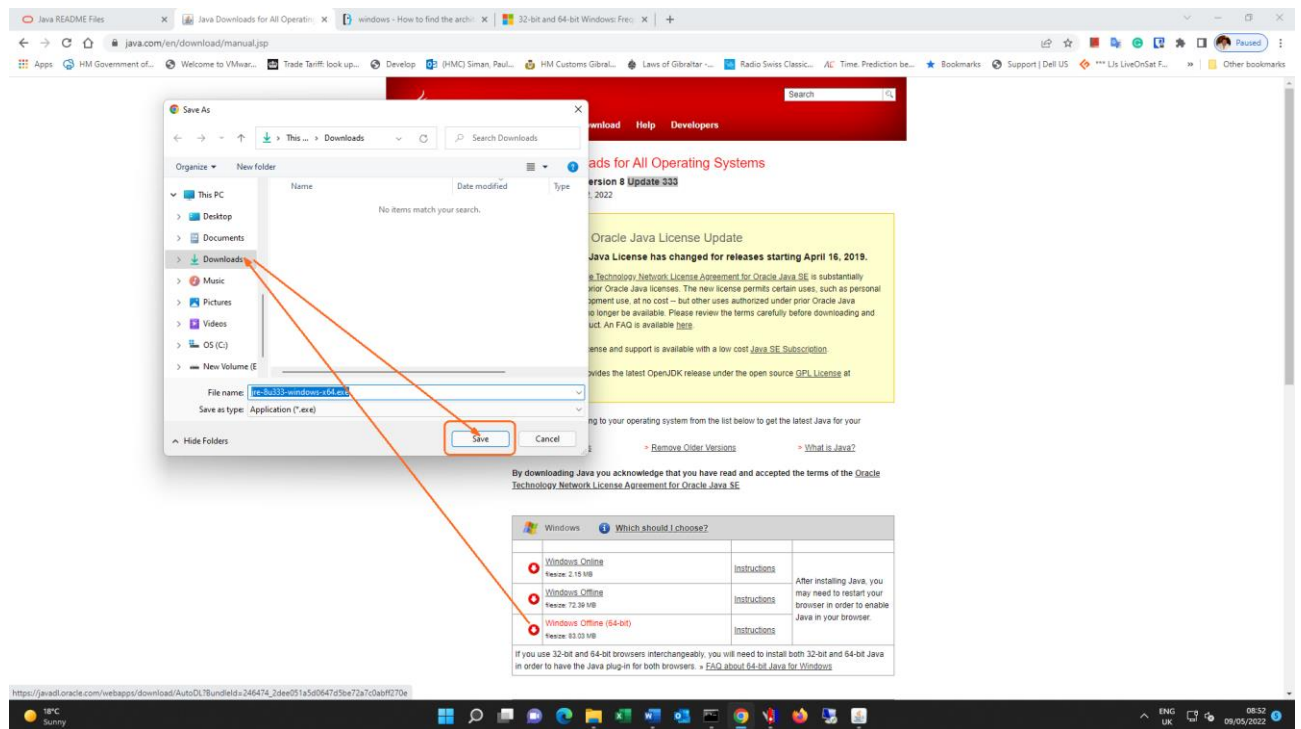 Java README Files
Java Downloads for All Operatin
windows - How to find the archit
32-bit and 64-bit Windows: Freq
java.com/en/download/manual.jsp
Paused
Apps
HM Government of...
Welcome to VMwar...
Trade Tariff: look up...
Develop
(HMC) Siman, Paul...
HM Customs Gibral...
Laws of Gibraltar -...
Radio Swiss Classic...
Time. Prediction be...
Bookmarks
Support | Dell US
*** LIs LiveOnSat F...
Other bookmarks
Search
wnload Help Developers
Save As
This ... > Downloads
Search Downloads
Organize
New folder
Name
Date modified
Type
No items match your search.
This PC
Desktop
Documents
Downloads
Music
Pictures
Videos
OS (C:)
New Volume (E
File name: jre-8u333-windows-x64.exe
Save as type: Application (*.exe)
Hide Folders
Save
Cancel
ads for All Operating Systems
ersion 8 Update 333
, 2022
Oracle Java License Update
Java License has changed for releases starting April 16, 2019.
e Technology Network License Agreement for Oracle Java SE is substantially
rior Oracle Java licenses. The new license permits certain uses, such as personal
opment use, at no cost -- but other uses authorized under prior Oracle Java
o longer be available. Please review the terms carefully before downloading and
uct. An FAQ is available here.
ense and support is available with a low cost Java SE Subscription.
ovides the latest OpenJDK release under the open source GPL License at
ng to your operating system from the list below to get the latest Java for your
> Remove Older Versions
> What is Java?
By downloading Java you acknowledge that you have read and accepted the terms of the Oracle
Technology Network License Agreement for Oracle Java SE
Windows
Which should I choose?
Windows Online
filesize: 2.15 MB
Instructions
Windows Offline
filesize: 72.39 MB
Instructions
Windows Offline (64-bit)
filesize: 83.03 MB
Instructions
After installing Java, you
may need to restart your
browser in order to enable
Java in your browser.
If you use 32-bit and 64-bit browsers interchangeably, you will need to install both 32-bit and 64-bit Java
in order to have the Java plug-in for both browsers. » FAQ about 64-bit Java for Windows
https://javadl.oracle.com/webapps/download/AutoDL?BundleId=246474_2dee051a5d0647d5be72a7c0abff270e
18°C
Sunny
ENG
UK
08:52
09/05/2022